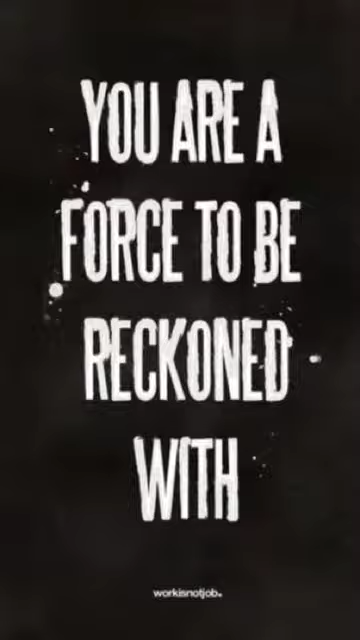 YOU ARE A
FORCE TO BE
RECKONED
WITH
workisnotjob.